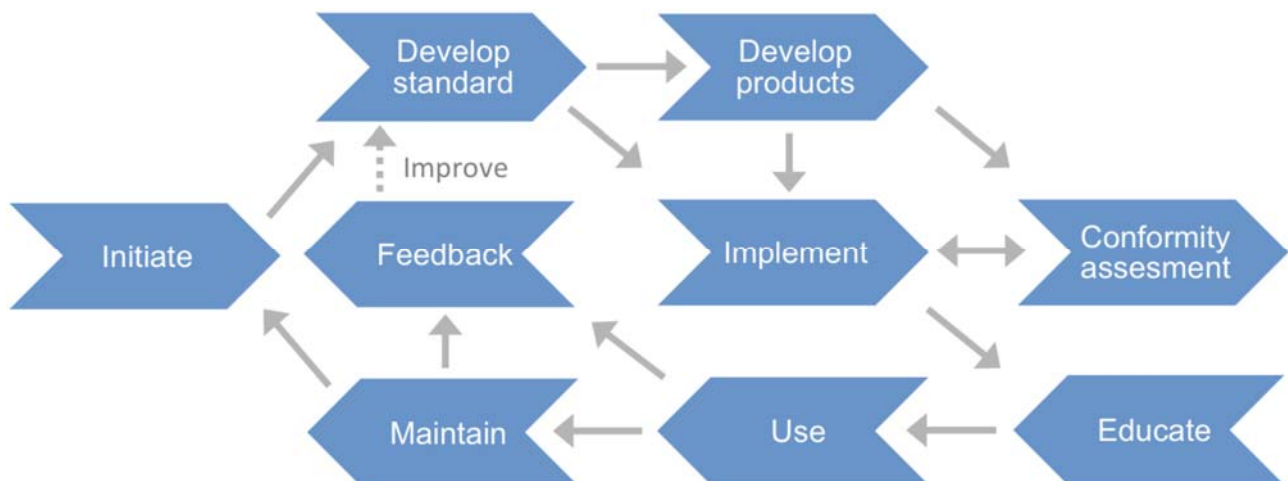 Develop
standard
Develop
products
Improve
Initiate
Feedback
Implement
Conformity
assesment
Maintain
Use
Educate